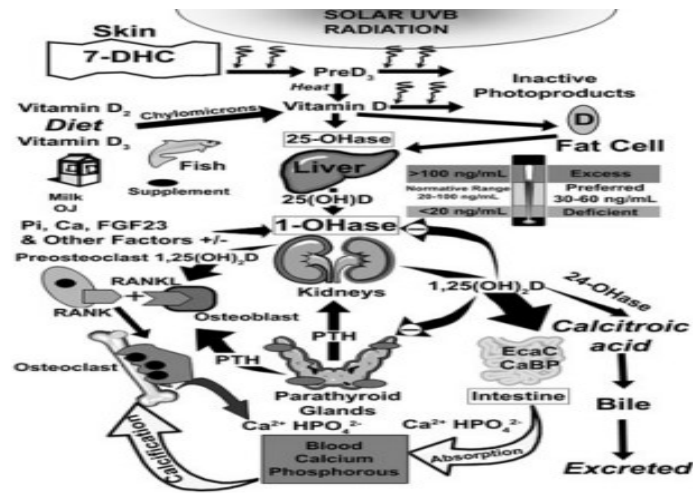 SOLAR UVB
RADIATION
Skin
7-DHC
PreD₃
Heat
Inactive
Photoproducts
Vitamin D₂
Diet
Vitamin D₃
Chylomicrons
Vitamin D
D
Fat Cell
25-OHase
Liver
Fish
Milk
OJ
Supplement
25(OH)D
>100 ng/mL
Excess
Normative Range
20-100 ng/mL
Preferred
30-60 ng/mL
<20 ng/mL
Deficient
Pi, Ca, FGF23
& Other Factors +/-
1-OHase
Preosteoclast 1,25(OH)₂D
Kidneys
1,25(OH)₂D
24-OHase
RANKL
+
RANK
Osteoblast
PTH
PTH
Calcitroic
acid
Osteoclast
EcaC
CaBP
Intestine
Parathyroid
Glands
Bile
Ca²⁺ HPO₄²⁻
Ca²⁺ HPO₄²⁻
Calcification
Blood
Calcium
Phosphorous
Absorption
Excreted